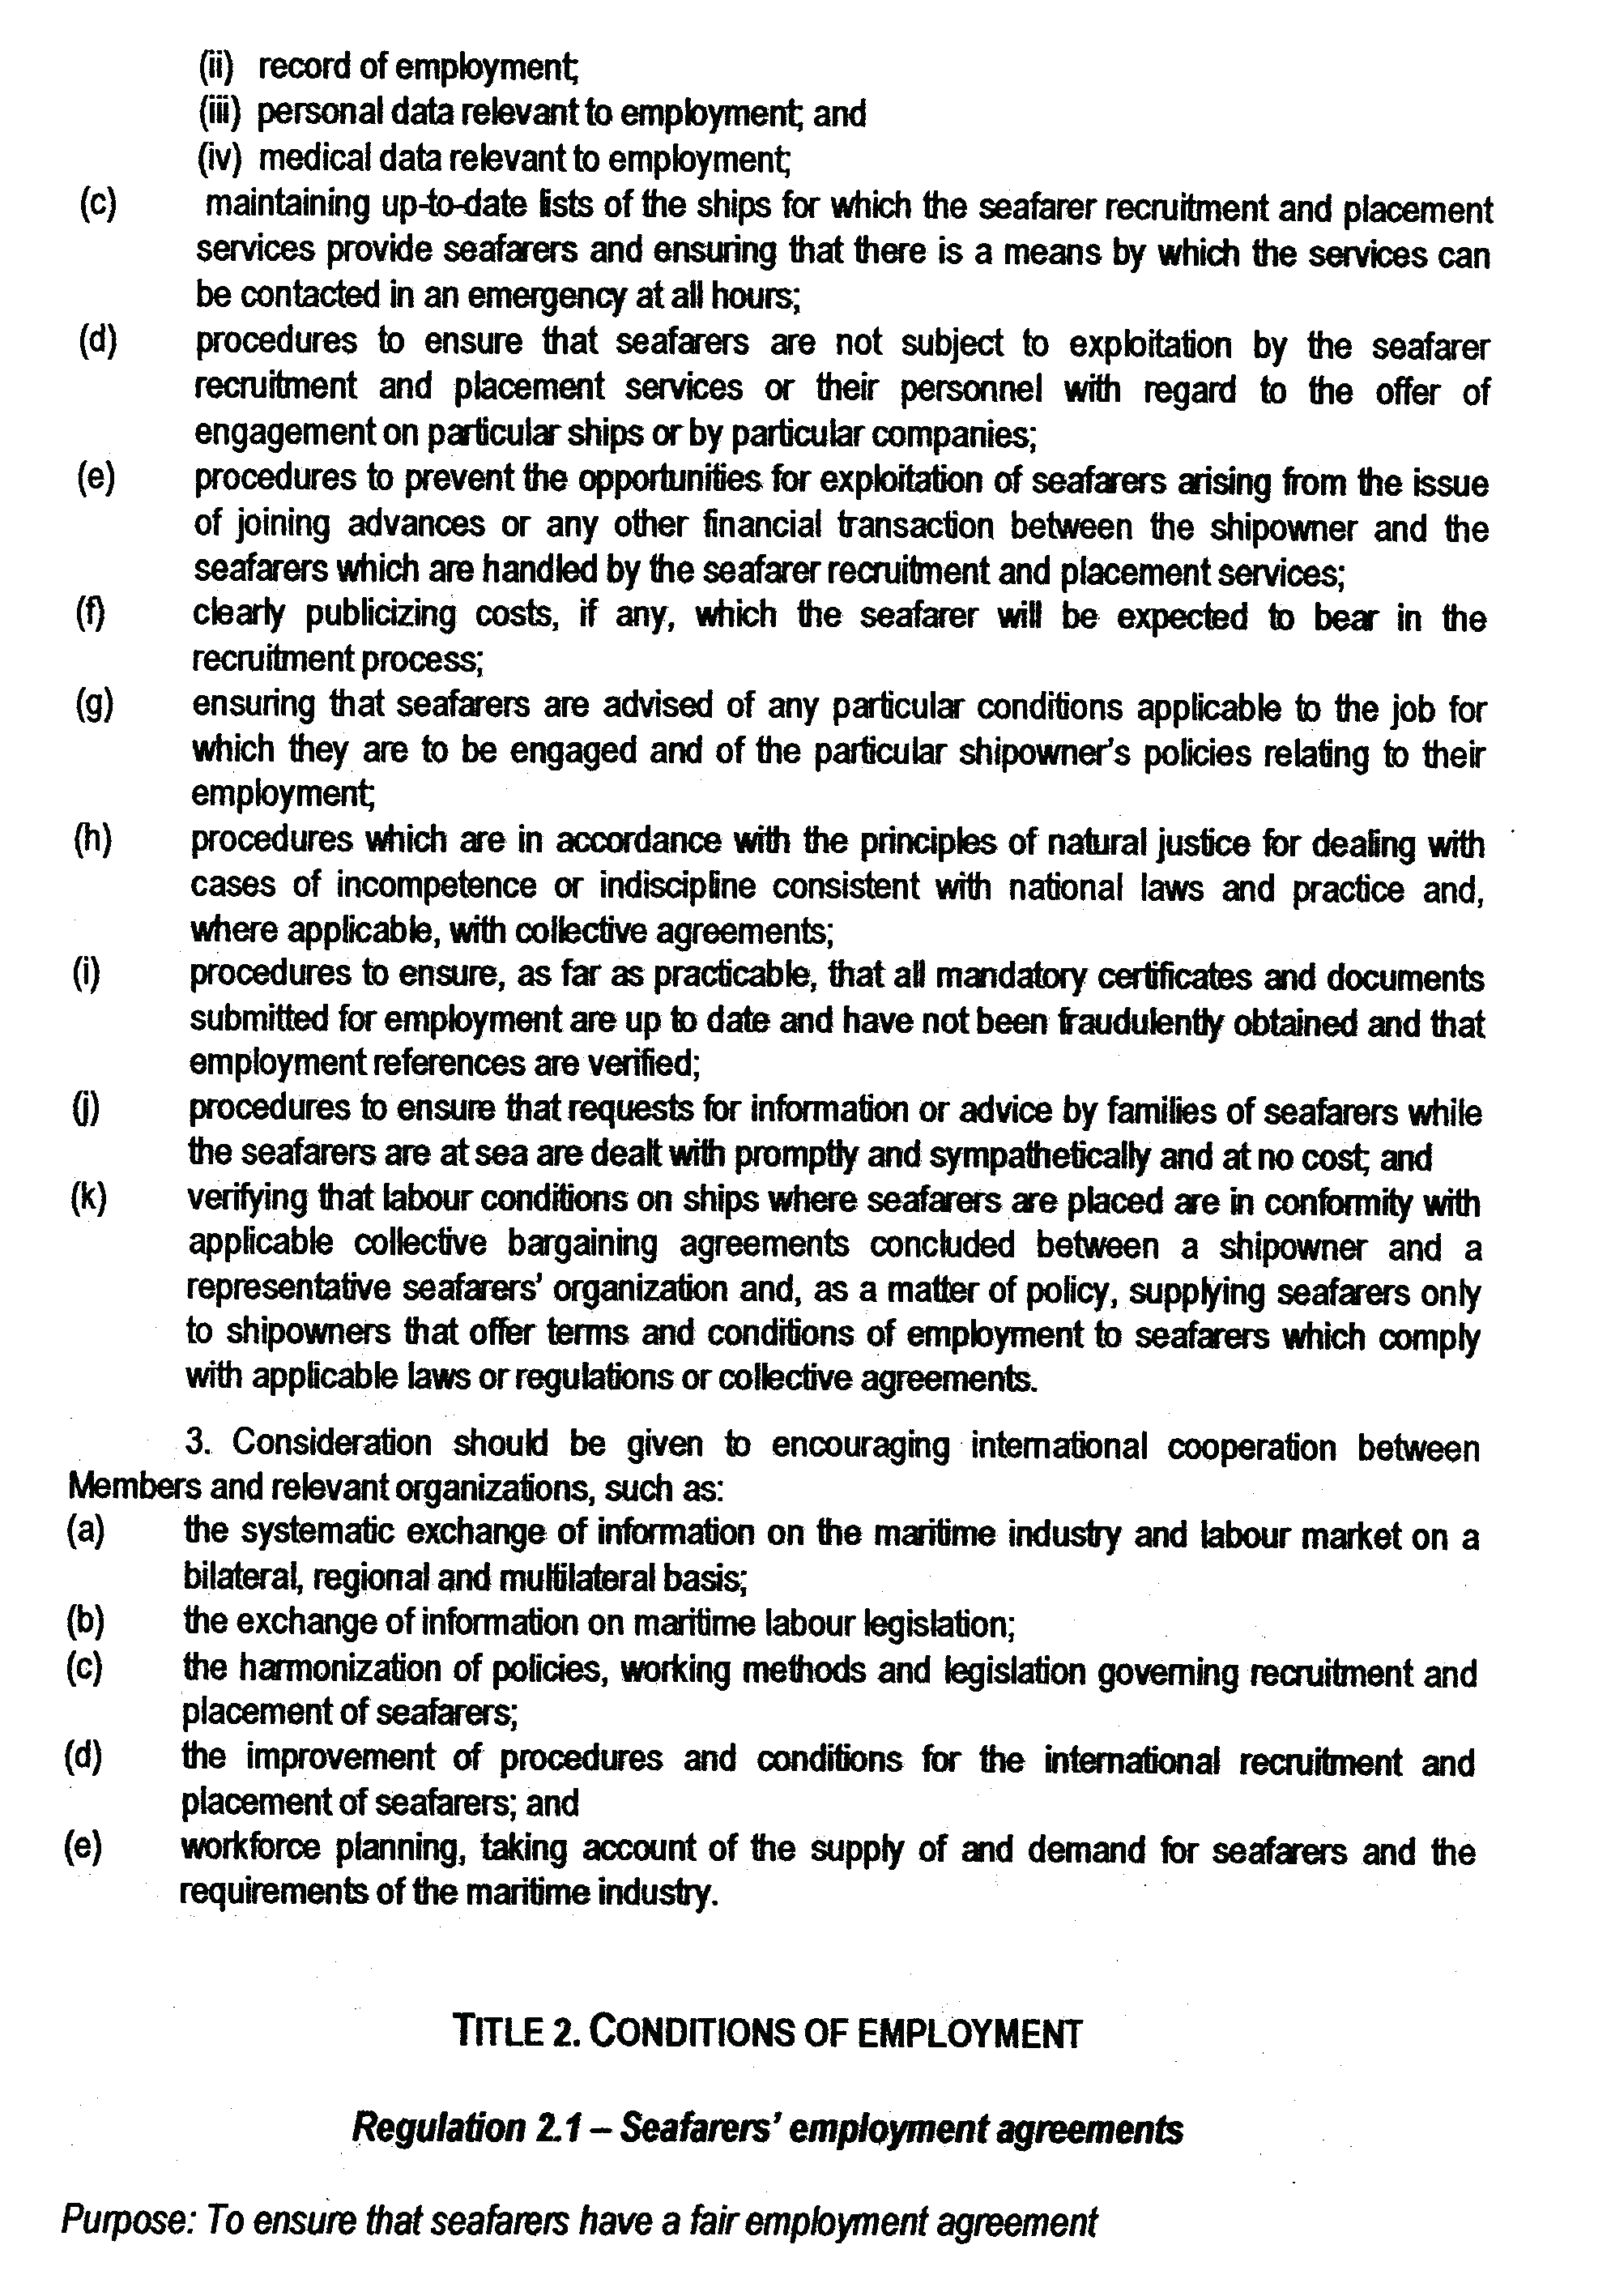 (ii) record of employment;
(iii) personal data relevant to employment; and
(iv) medical data relevant to employment;
(c) maintaining up-to-date lists of the ships for which the seafarer recruitment and placement
services provide seafarers and ensuring that there is a means by which the services can
be contacted in an emergency at all hours;
(d) procedures to ensure that seafarers are not subject to exploitation by the seafarer
recruitment and placement services or their personnel with regard to the offer of
engagement on particular ships or by particular companies;
(e) procedures to prevent the opportunities for exploitation of seafarers arising from the issue
of joining advances or any other financial transaction between the shipowner and the
seafarers which are handled by the seafarer recruitment and placement services;
(f) clearly publicizing costs, if any, which the seafarer will be expected to bear in the
recruitment process;
(g) ensuring that seafarers are advised of any particular conditions applicable to the job for
which they are to be engaged and of the particular shipowner's policies relating to their
employment;
(h) procedures which are in accordance with the principles of natural justice for dealing with
cases of incompetence or indiscipline consistent with national laws and practice and,
where applicable, with collective agreements;
(i) procedures to ensure, as far as practicable, that all mandatory certificates and documents
submitted for employment are up to date and have not been fraudulently obtained and that
employment references are verified;
(j) procedures to ensure that requests for information or advice by families of seafarers while
the seafarers are at sea are dealt with promptly and sympathetically and at no cost; and
(k) verifying that labour conditions on ships where seafarers are placed are in conformity with
applicable collective bargaining agreements concluded between a shipowner and a
representative seafarers' organization and, as a matter of policy, supplying seafarers only
to shipowners that offer terms and conditions of employment to seafarers which comply
with applicable laws or regulations or collective agreements.
3. Consideration should be given to encouraging international cooperation between
Members and relevant organizations, such as:
(a) the systematic exchange of information on the maritime industry and labour market on a
bilateral, regional and multilateral basis;
(b) the exchange of information on maritime labour legislation;
(c) the harmonization of policies, working methods and legislation governing recruitment and
placement of seafarers;
(d) the improvement of procedures and conditions for the international recruitment and
placement of seafarers; and
(e) workforce planning, taking account of the supply of and demand for seafarers and the
requirements of the maritime industry.
TITLE 2. CONDITIONS OF EMPLOYMENT
Regulation 2.1 – Seafarers' employment agreements
Purpose: To ensure that seafarers have a fair employment agreement